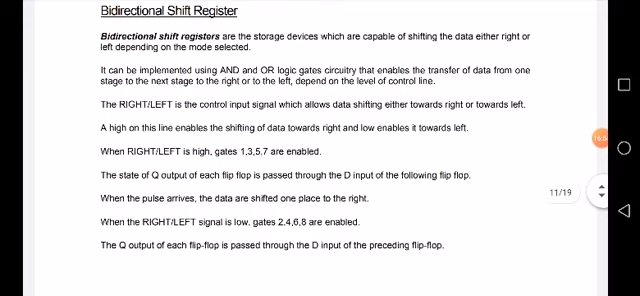 Bidirectional Shift Register
Bidirectional shift registers are the storage devices which are capable of shifting the data either right or
left depending on the mode selected.
It can be implemented using AND and OR logic gates circuitry that enables the transfer of data from one
stage to the next stage to the right or to the left, depend on the level of control line.
The RIGHT/LEFT is the control input signal which allows data shifting either towards right or towards left.
A high on this line enables the shifting of data towards right and low enables it towards left.
When RIGHT/LEFT is high, gates 1,3,5,7 are enabled.
The state of Q output of each flip flop is passed through the D input of the following flip flop.
When the pulse arrives, the data are shifted one place to the right.
When the RIGHT/LEFT signal is low, gates 2,4,6,8 are enabled.
The Q output of each flip-flop is passed through the D input of the preceding flip-flop.
11/19